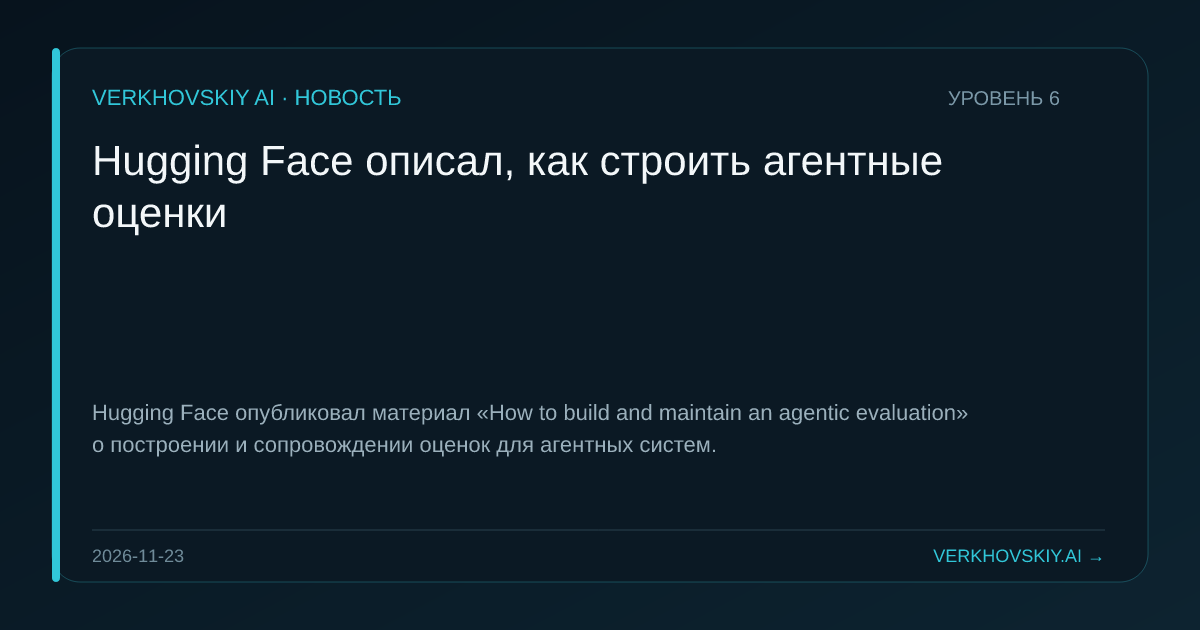 VERKHOVSKIY AI · НОВОСТЬ
УРОВЕНЬ 6
Hugging Face описал, как строить агентные
оценки
Hugging Face опубликовал материал «How to build and maintain an agentic evaluation»
о построении и сопровождении оценок для агентных систем.
2026-11-23
VERKHOVSKIY.AI →